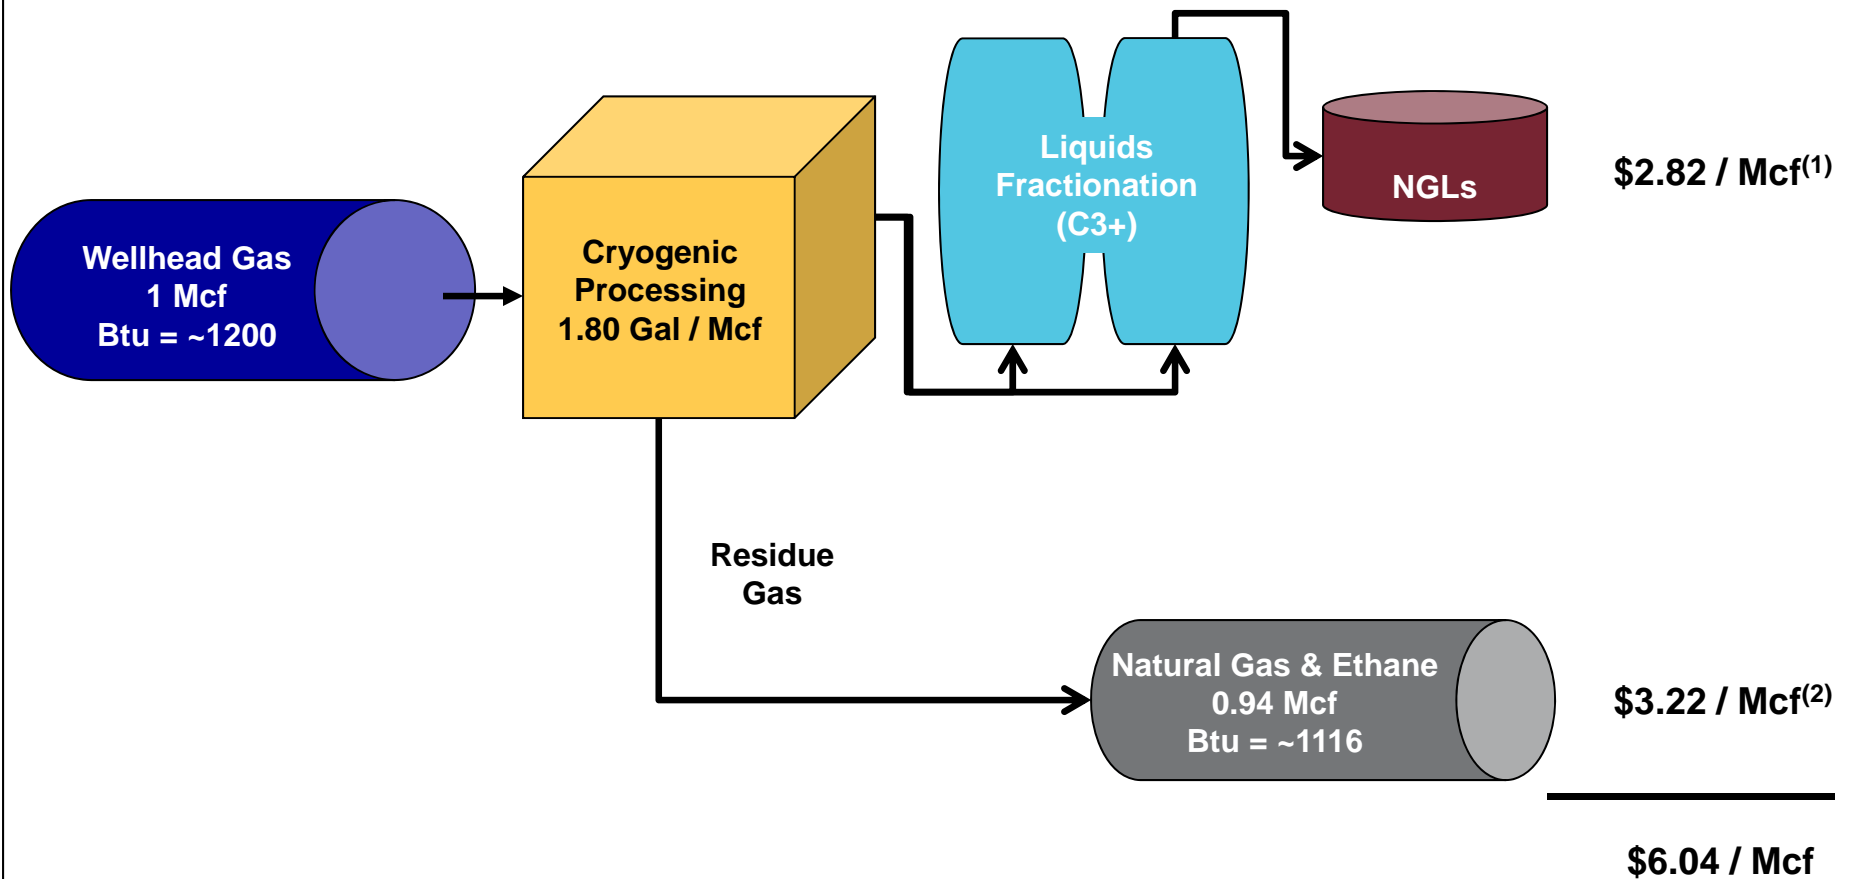 Wellhead Gas
1 Mcf
Btu = ~1200
Cryogenic
Processing
1.80 Gal / Mcf
Liquids
Fractionation
(C3+)
NGLs
$2.82 / Mcf(1)
Residue
Gas
Natural Gas & Ethane
0.94 Mcf
Btu = ~1116
$3.22 / Mcf(2)
$6.04 / Mcf